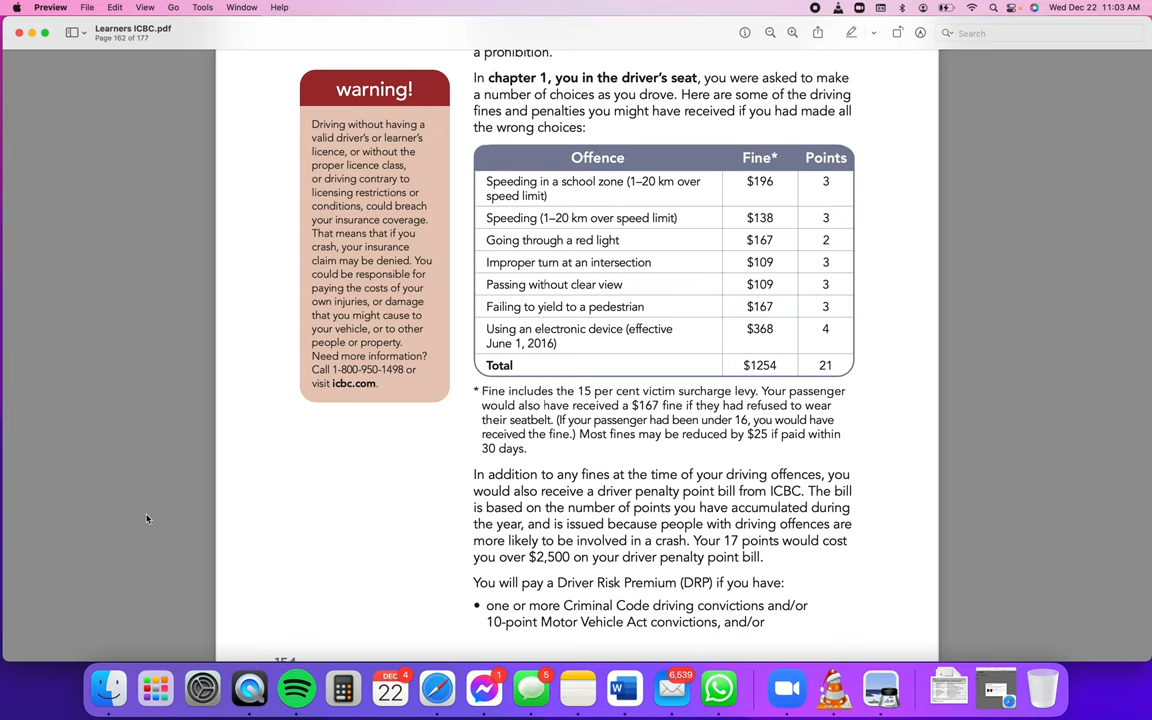 Preview File Edit View Go Tools Window Help Wed Dec 22 11:03 AM
Learners ICBC.pdf
Page 162 of 177
Search
a prohibition.
In chapter 1, you in the driver's seat, you were asked to make
a number of choices as you drove. Here are some of the driving
fines and penalties you might have received if you had made all
the wrong choices:
warning!
Driving without having a
valid driver's or learner's
licence, or without the
proper licence class,
or driving contrary to
licensing restrictions or
conditions, could breach
your insurance coverage.
That means that if you
crash, your insurance
claim may be denied. You
could be responsible for
paying the costs of your
own injuries, or damage
that you might cause to
your vehicle, or to other
people or property.
Need more information?
Call 1-800-950-1498 or
visit icbc.com.
Offence Fine* Points
Speeding in a school zone (1–20 km over
speed limit) $196 3
Speeding (1–20 km over speed limit) $138 3
Going through a red light $167 2
Improper turn at an intersection $109 3
Passing without clear view $109 3
Failing to yield to a pedestrian $167 3
Using an electronic device (effective
June 1, 2016) $368 4
Total $1254 21
* Fine includes the 15 per cent victim surcharge levy. Your passenger
would also have received a $167 fine if they had refused to wear
their seatbelt. (If your passenger had been under 16, you would have
received the fine.) Most fines may be reduced by $25 if paid within
30 days.
In addition to any fines at the time of your driving offences, you
would also receive a driver penalty point bill from ICBC. The bill
is based on the number of points you have accumulated during
the year, and is issued because people with driving offences are
more likely to be involved in a crash. Your 17 points would cost
you over $2,500 on your driver penalty point bill.
You will pay a Driver Risk Premium (DRP) if you have:
• one or more Criminal Code driving convictions and/or
10-point Motor Vehicle Act convictions, and/or
154
DEC 4 1 5 6,539
22